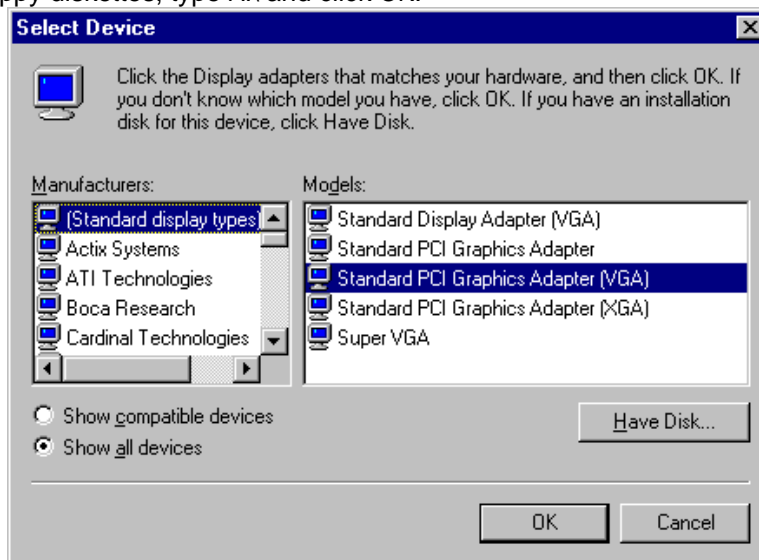 Select Device
Click the Display adapters that matches your hardware, and then click OK. If
you don't know which model you have, click OK. If you have an installation
disk for this device, click Have Disk.
Manufacturers:
(Standard display types)
Actix Systems
ATI Technologies
Boca Research
Cardinal Technologies
Models:
Standard Display Adapter (VGA)
Standard PCI Graphics Adapter
Standard PCI Graphics Adapter (VGA)
Standard PCI Graphics Adapter (XGA)
Super VGA
Show compatible devices
Show all devices
Have Disk...
OK
Cancel